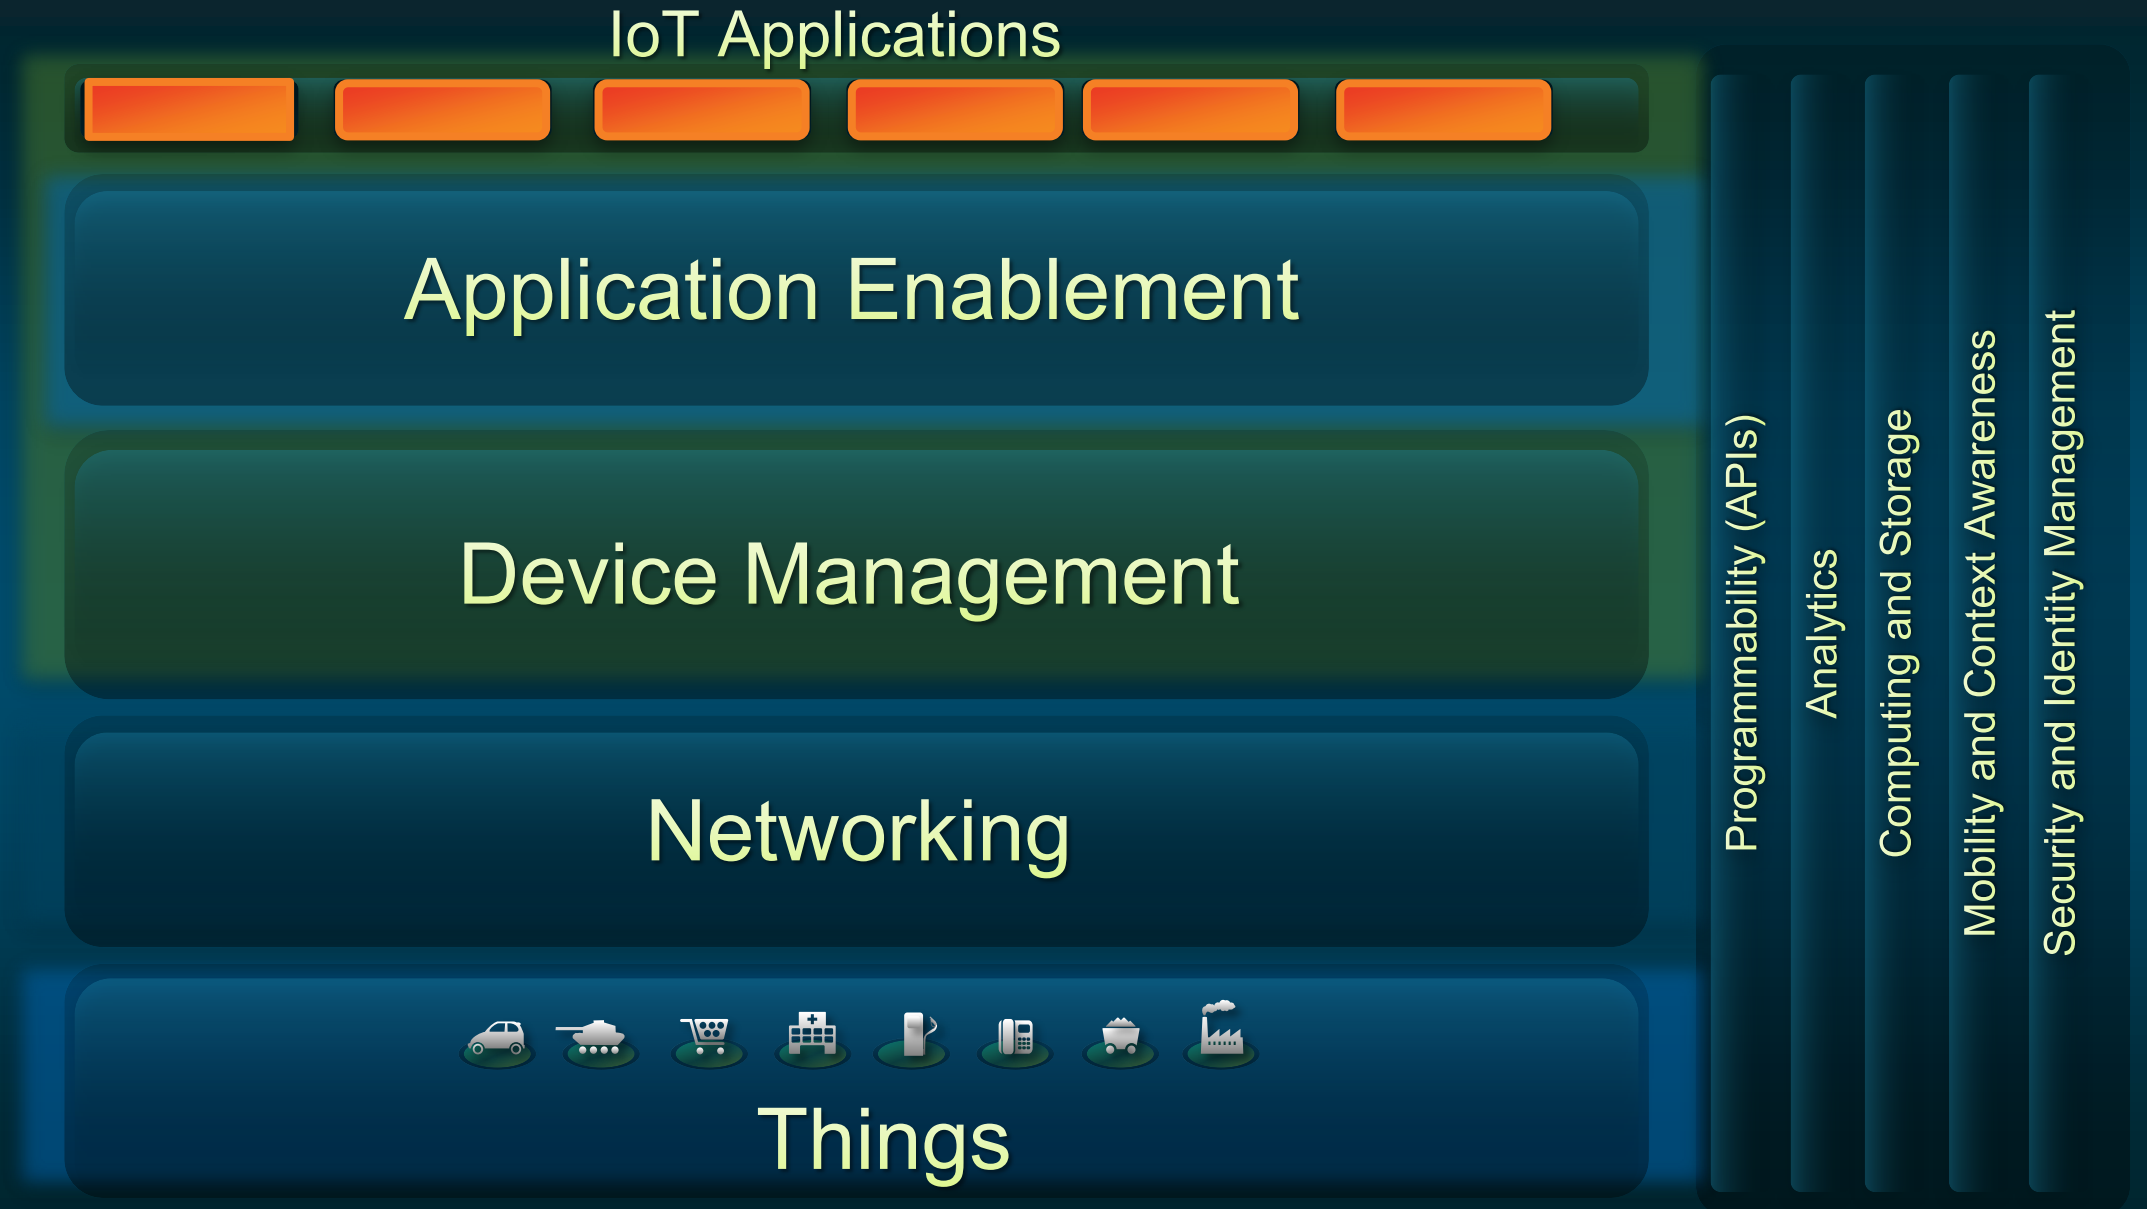 IoT Applications
Application Enablement
Device Management
Networking
Things
Programmability (APIs)
Analytics
Computing and Storage
Mobility and Context Awareness
Security and Identity Management